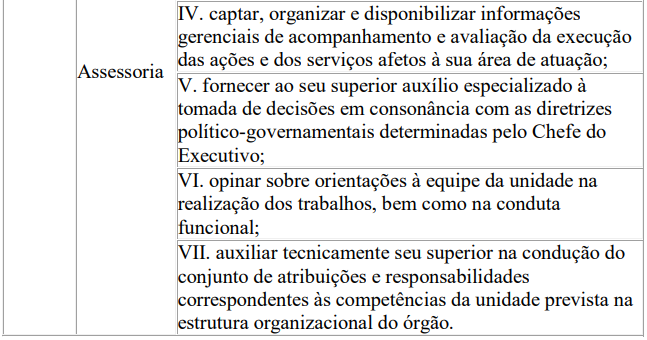 IV. captar, organizar e disponibilizar informações
gerenciais de acompanhamento e avaliação da execução
das ações e dos serviços afetos à sua área de atuação;
Assessoria
V. fornecer ao seu superior auxílio especializado à
tomada de decisões em consonância com as diretrizes
político-governamentais determinadas pelo Chefe do
Executivo;
VI. opinar sobre orientações à equipe da unidade na
realização dos trabalhos, bem como na conduta
funcional;
VII. auxiliar tecnicamente seu superior na condução do
conjunto de atribuições e responsabilidades
correspondentes às competências da unidade prevista na
estrutura organizacional do órgão.